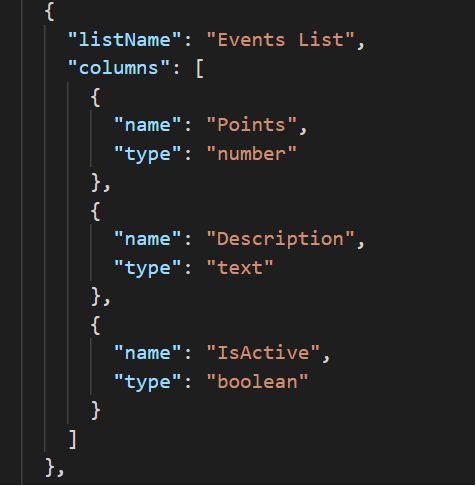 {
"listName": "Events List",
"columns": [
{
"name": "Points",
"type": "number"
},
{
"name": "Description",
"type": "text"
},
{
"name": "IsActive",
"type": "boolean"
}
]
},